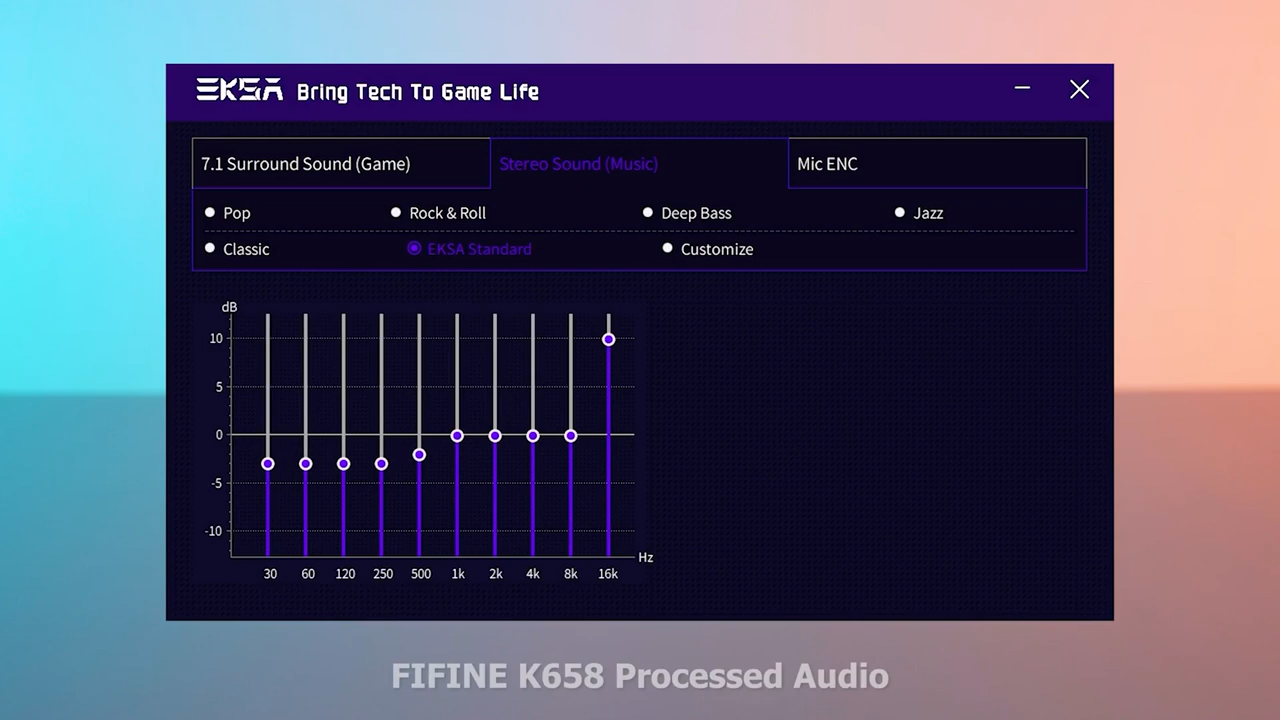 EKSA Bring Tech To Game Life
7.1 Surround Sound (Game) Stereo Sound (Music) Mic ENC
Pop Rock & Roll Deep Bass Jazz
Classic EKSA Standard Customize
dB
10
5
0
-5
-10
Hz
30 60 120 250 500 1k 2k 4k 8k 16k
FIFINE K658 Processed Audio